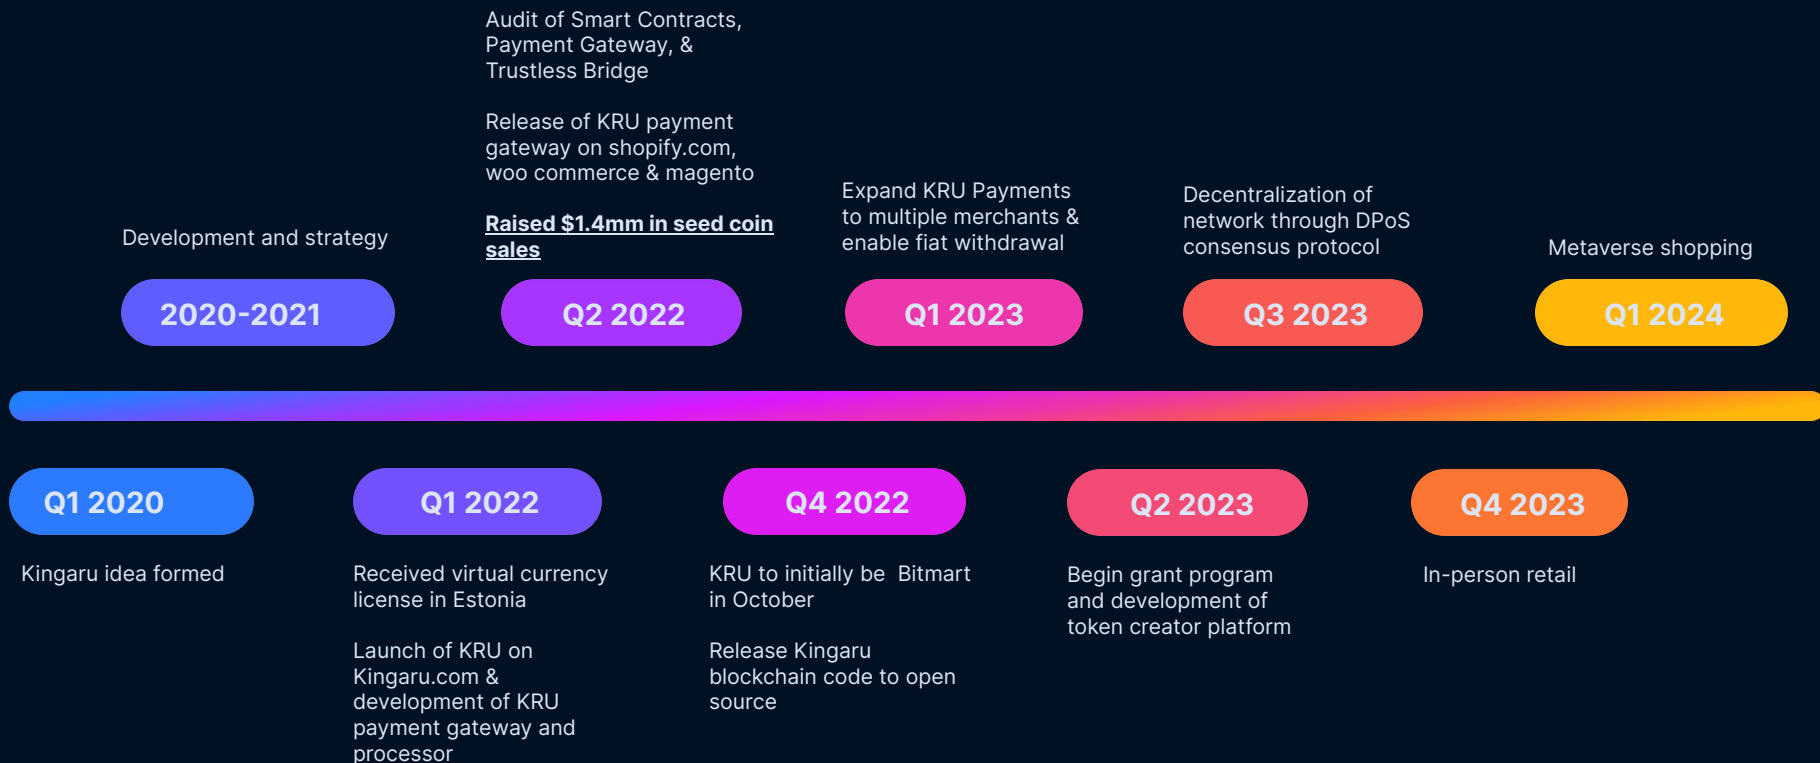 Audit of Smart Contracts,
Payment Gateway, &
Trustless Bridge
Release of KRU payment
gateway on shopify.com,
woo commerce & magento
Raised $1.4mm in seed coin
sales
Development and strategy
Expand KRU Payments
to multiple merchants &
enable fiat withdrawal
Decentralization of
network through DPoS
consensus protocol
Metaverse shopping
2020-2021
Q2 2022
Q1 2023
Q3 2023
Q1 2024
Q1 2020
Q1 2022
Q4 2022
Q2 2023
Q4 2023
Kingaru idea formed
Received virtual currency
license in Estonia
Launch of KRU on
Kingaru.com &
development of KRU
payment gateway and
processor
KRU to initially be  Bitmart
in October
Release Kingaru
blockchain code to open
source
Begin grant program
and development of
token creator platform
In-person retail